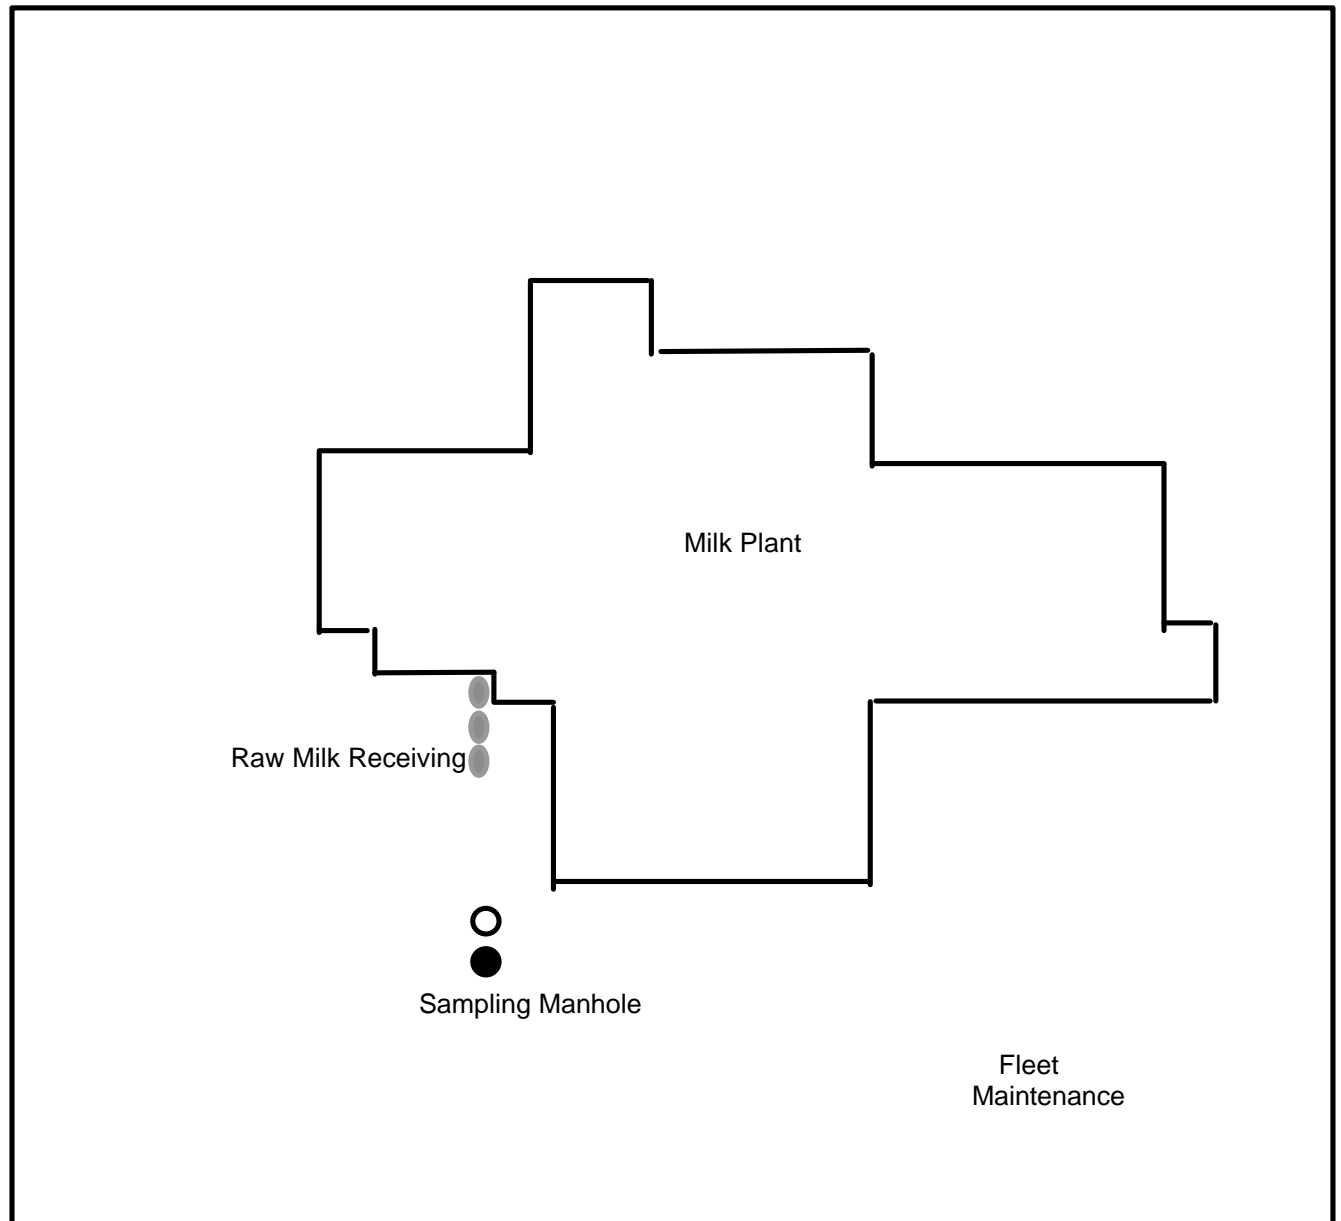 Milk Plant
Raw Milk Receiving
Sampling Manhole
Fleet
Maintenance